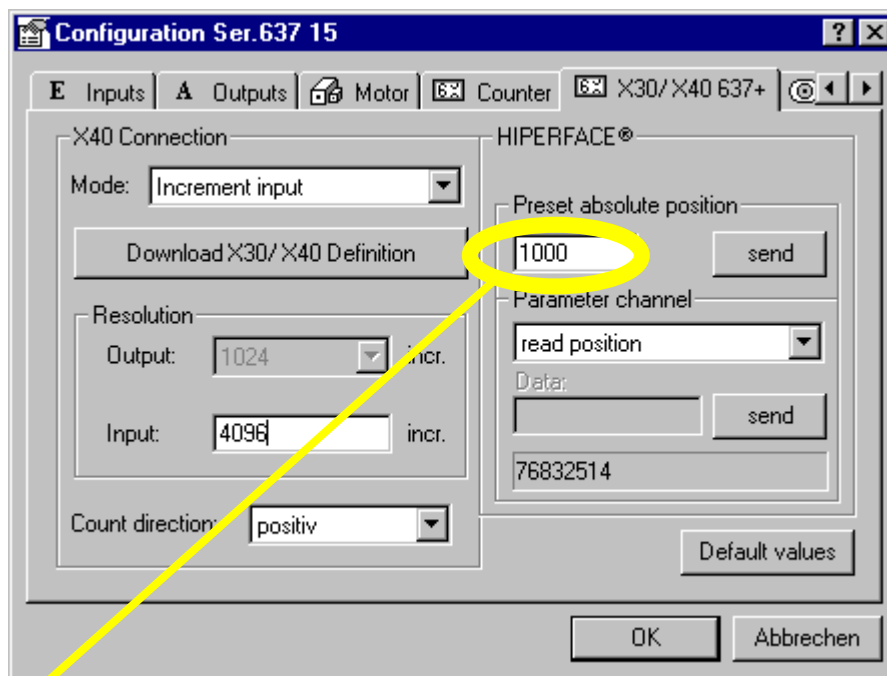 Configuration Ser.637 15
E Inputs A Outputs Motor Counter X30/X40 637+
X40 Connection
Mode: Increment input
Download X30/X40 Definition
Resolution
Output: 1024 incr.
Input: 4096 incr.
Count direction: positiv
HIPERFACE®
Preset absolute position
1000 send
Parameter channel
read position
Data:
send
76832514
Default values
OK Abbrechen